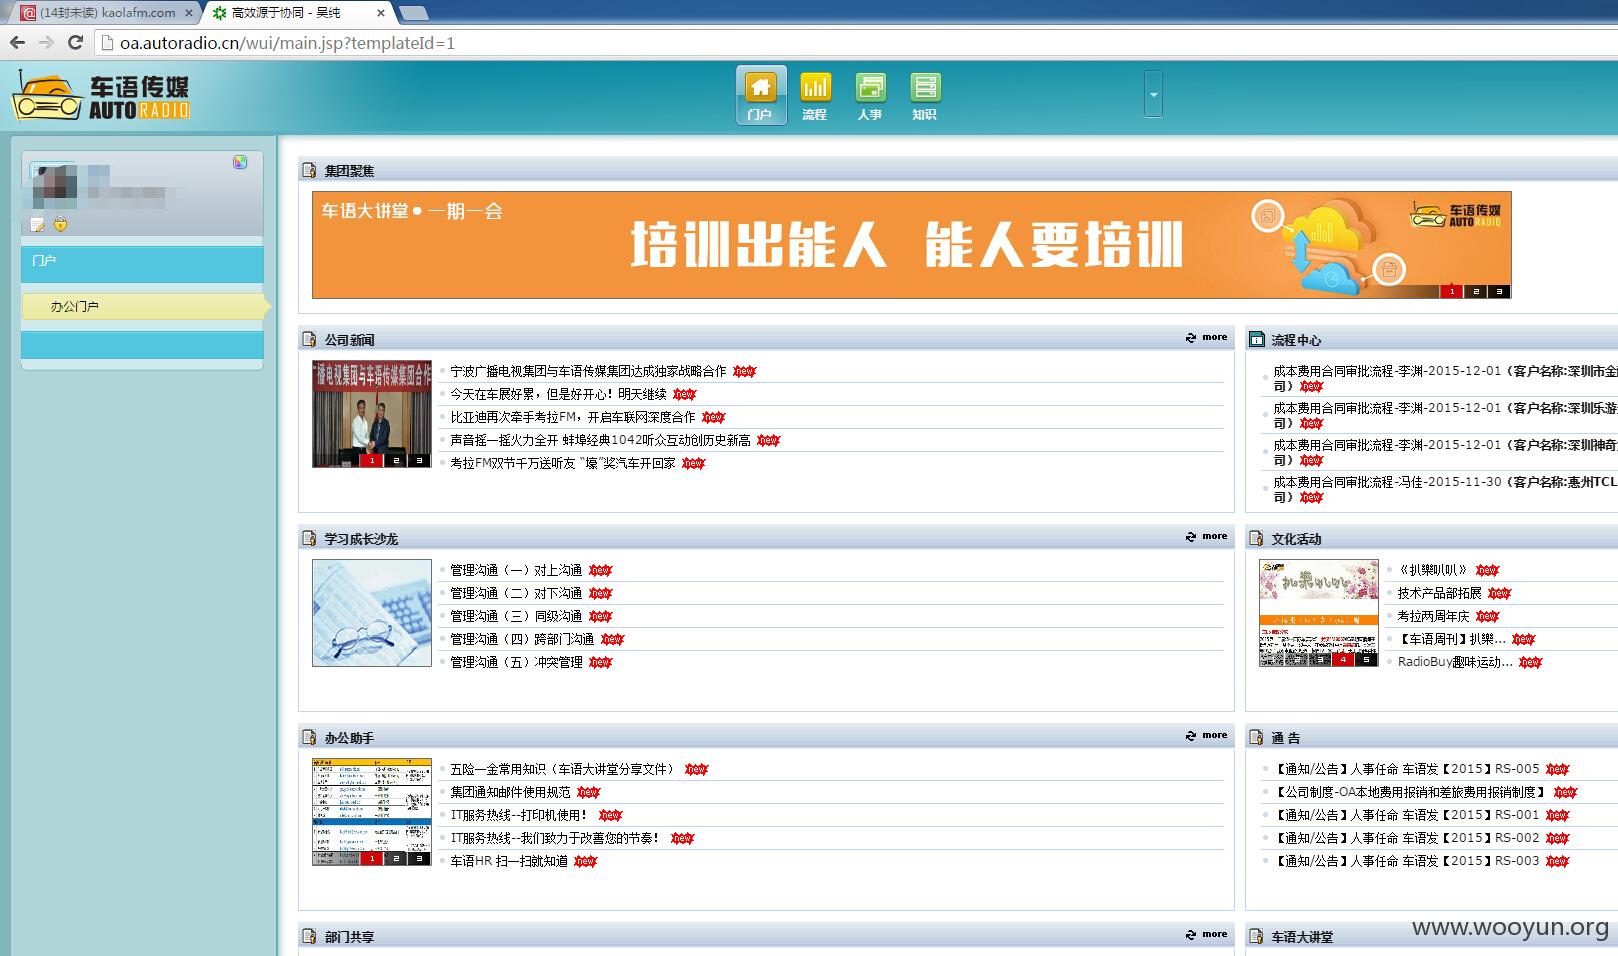 (14封未读) kaolafm.com
高效源于协同 - 吴纯
oa.autoradio.cn/wui/main.jsp?templateId=1
车语传媒
AUTORADIO
门户
流程
人事
知识
门户
办公门户
集团聚焦
车语大讲堂●一期一会
培训出能人 能人要培训
车语传媒
AUTORADIO
1 2 3
公司新闻
more
广播电视集团与车语传媒集团合作
1 2 3
宁波广播电视集团与车语传媒集团达成独家战略合作 new
今天在车展好累，但是好开心！明天继续 new
比亚迪再次牵手考拉FM，开启车联网深度合作 new
声音摇一摇火力全开 蚌埠经典1042听众互动创历史新高 new
考拉FM双节千万送听友 “壕”奖汽车开回家 new
流程中心
成本费用合同审批流程-李渊-2015-12-01（客户名称:深圳市金
司） new
成本费用合同审批流程-李渊-2015-12-01（客户名称:深圳乐游
司） new
成本费用合同审批流程-李渊-2015-12-01（客户名称:深圳神奇
司） new
成本费用合同审批流程-冯佳-2015-11-30（客户名称:惠州TCL
司） new
学习成长沙龙
more
管理沟通（一）对上沟通 new
管理沟通（二）对下沟通 new
管理沟通（三）同级沟通 new
管理沟通（四）跨部门沟通 new
管理沟通（五）冲突管理 new
文化活动
扒樂叭叭
2 3 4 5
《扒樂叭叭》 new
技术产品部拓展 new
考拉两周年庆 new
【车语周刊】扒樂... new
RadioBuy趣味运动... new
办公助手
more
1 2 3
五险一金常用知识（车语大讲堂分享文件） new
集团通知邮件使用规范 new
IT服务热线--打印机使用！ new
IT服务热线--我们致力于改善您的节奏！ new
车语HR 扫一扫就知道 new
通 告
【通知/公告】人事任命 车语发【2015】RS-005 new
【公司制度-OA本地费用报销和差旅费用报销制度】 new
【通知/公告】人事任命 车语发【2015】RS-001 new
【通知/公告】人事任命 车语发【2015】RS-002 new
【通知/公告】人事任命 车语发【2015】RS-003 new
部门共享
more
车语大讲堂
www.wooyun.org